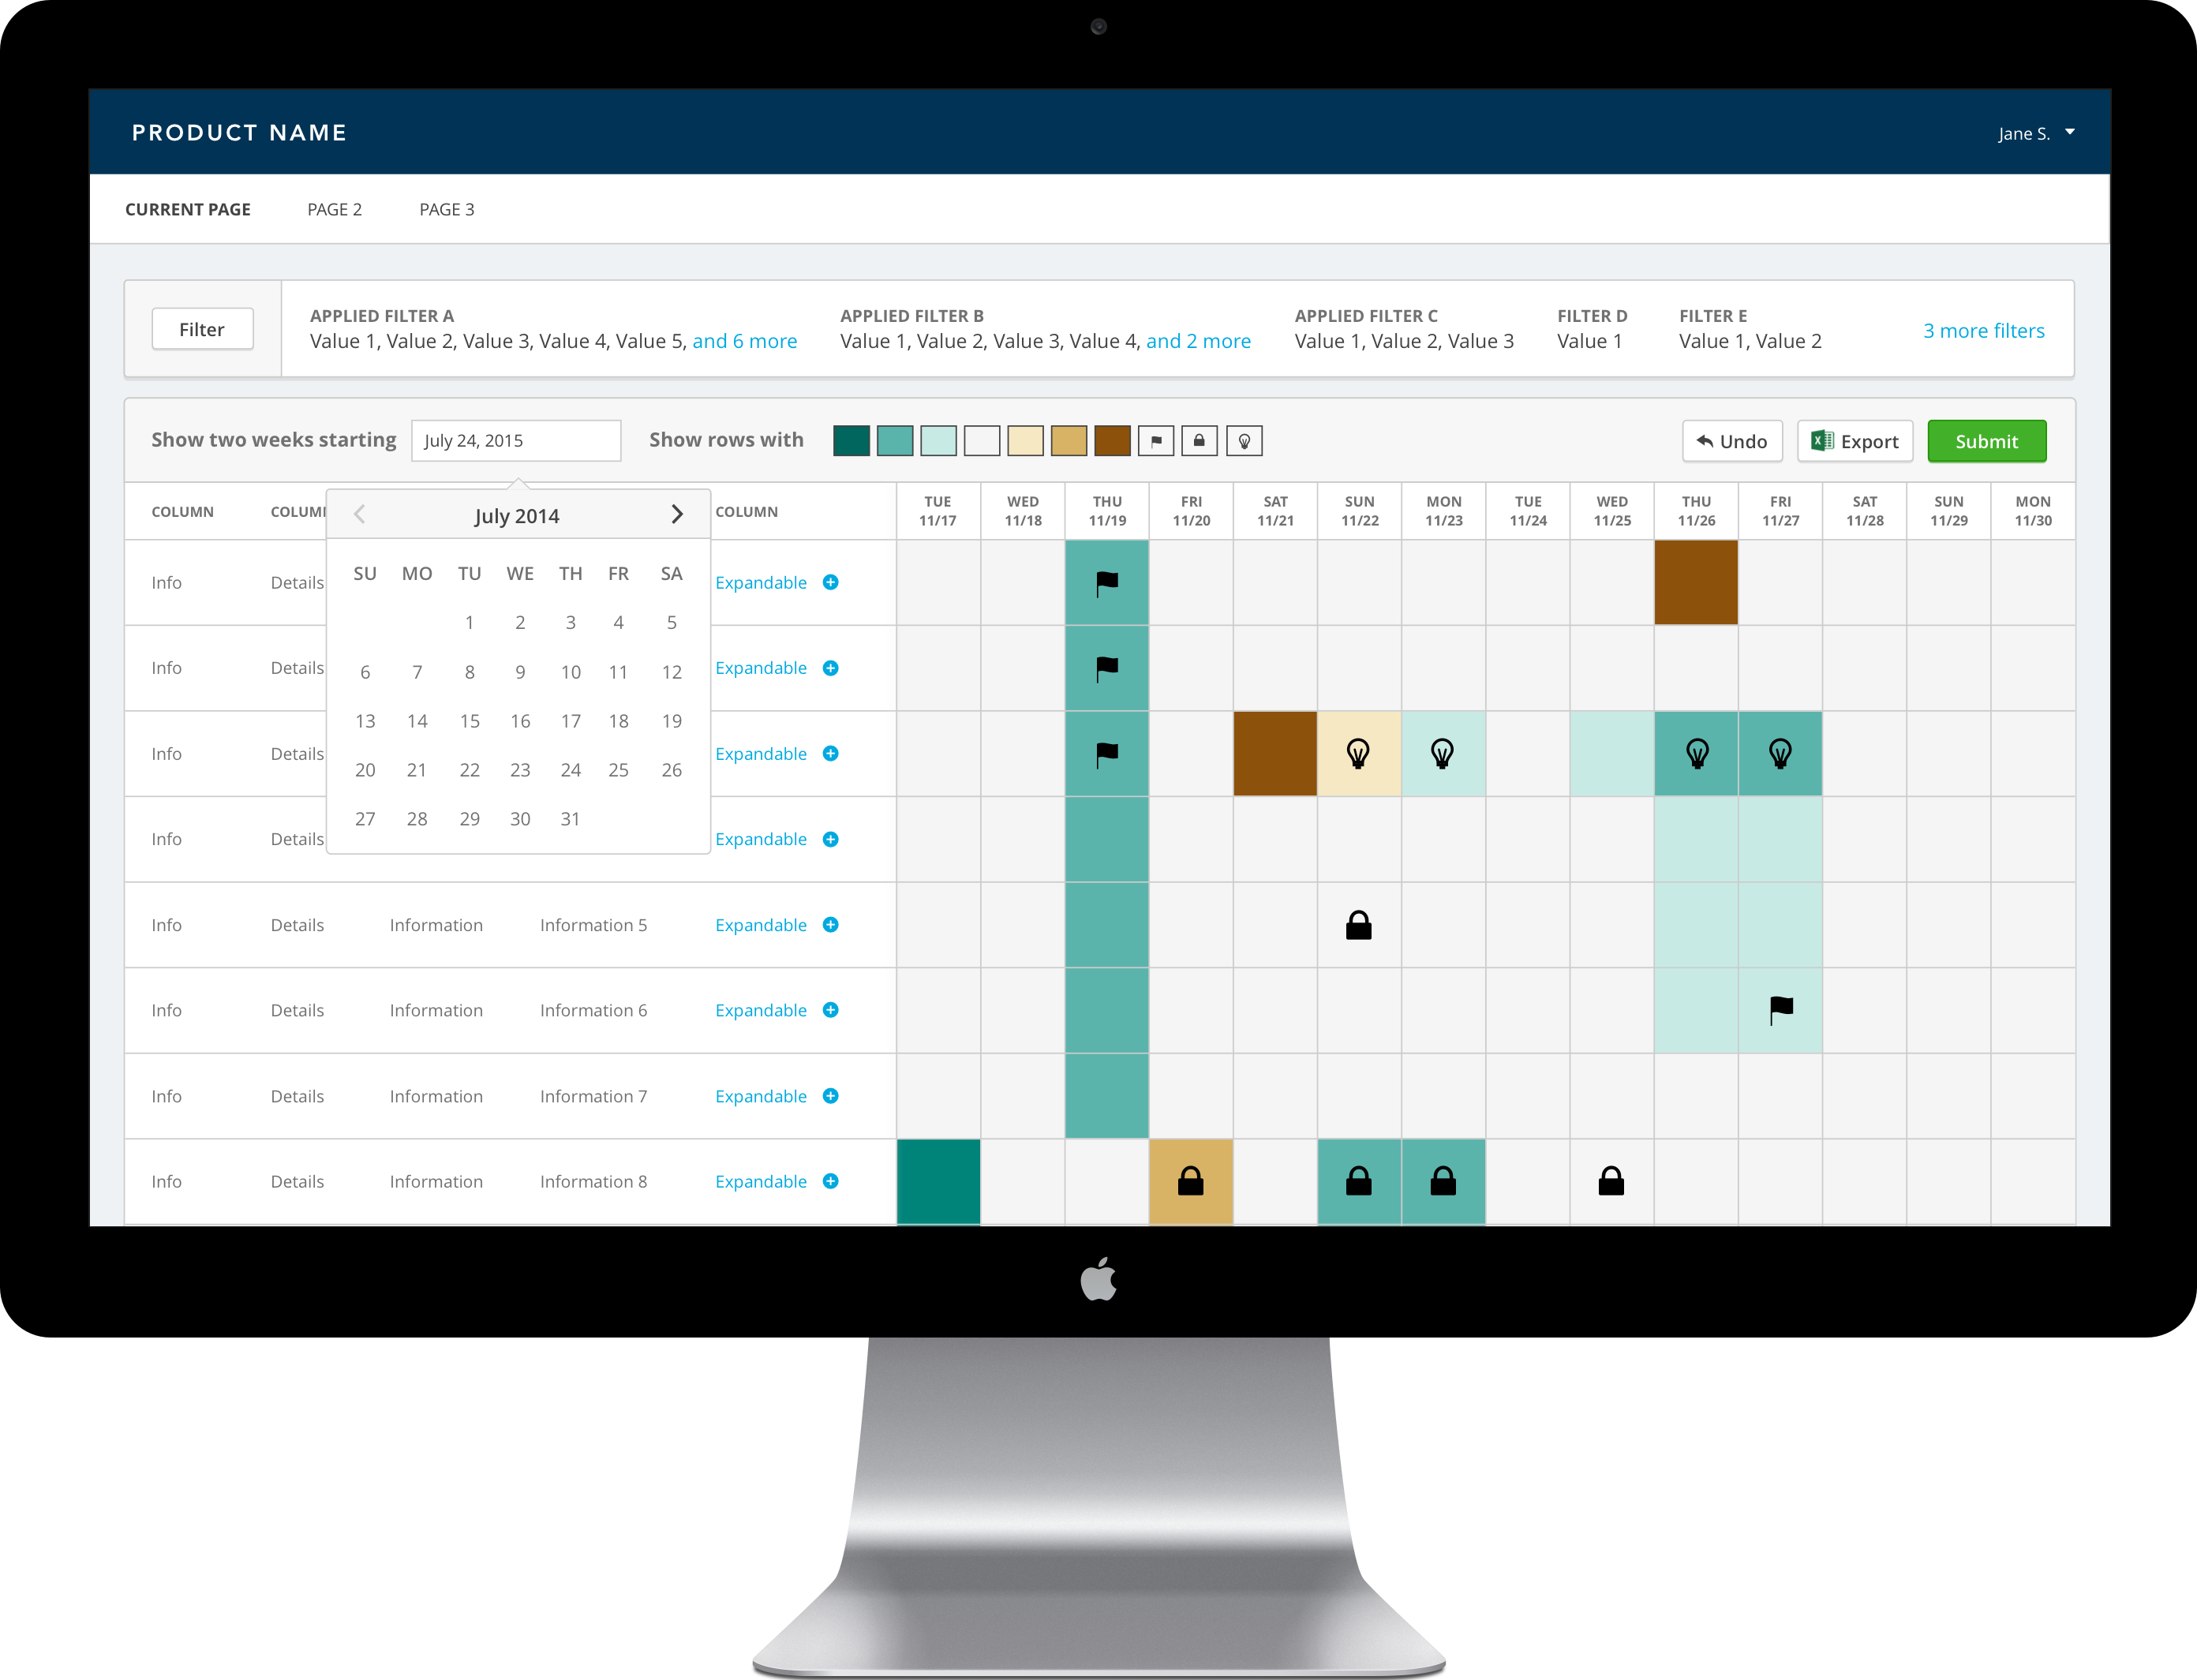 PRODUCT NAME
Jane S.
CURRENT PAGE PAGE 2 PAGE 3
Filter
APPLIED FILTER A
Value 1, Value 2, Value 3, Value 4, Value 5, and 6 more
APPLIED FILTER B
Value 1, Value 2, Value 3, Value 4, and 2 more
APPLIED FILTER C
Value 1, Value 2, Value 3
FILTER D
Value 1
FILTER E
Value 1, Value 2
3 more filters
Show two weeks starting July 24, 2015 Show rows with Undo Export Submit
COLUMN COLUM COLUMN
TUE 11/17
WED 11/18
THU 11/19
FRI 11/20
SAT 11/21
SUN 11/22
MON 11/23
TUE 11/24
WED 11/25
THU 11/26
FRI 11/27
SAT 11/28
SUN 11/29
MON 11/30
July 2014
SU MO TU WE TH FR SA
1 2 3 4 5
6 7 8 9 10 11 12
13 14 15 16 17 18 19
20 21 22 23 24 25 26
27 28 29 30 31
Info Details Expandable
Info Details Expandable
Info Details Expandable
Info Details Expandable
Info Details Information Information 5 Expandable
Info Details Information Information 6 Expandable
Info Details Information Information 7 Expandable
Info Details Information Information 8 Expandable